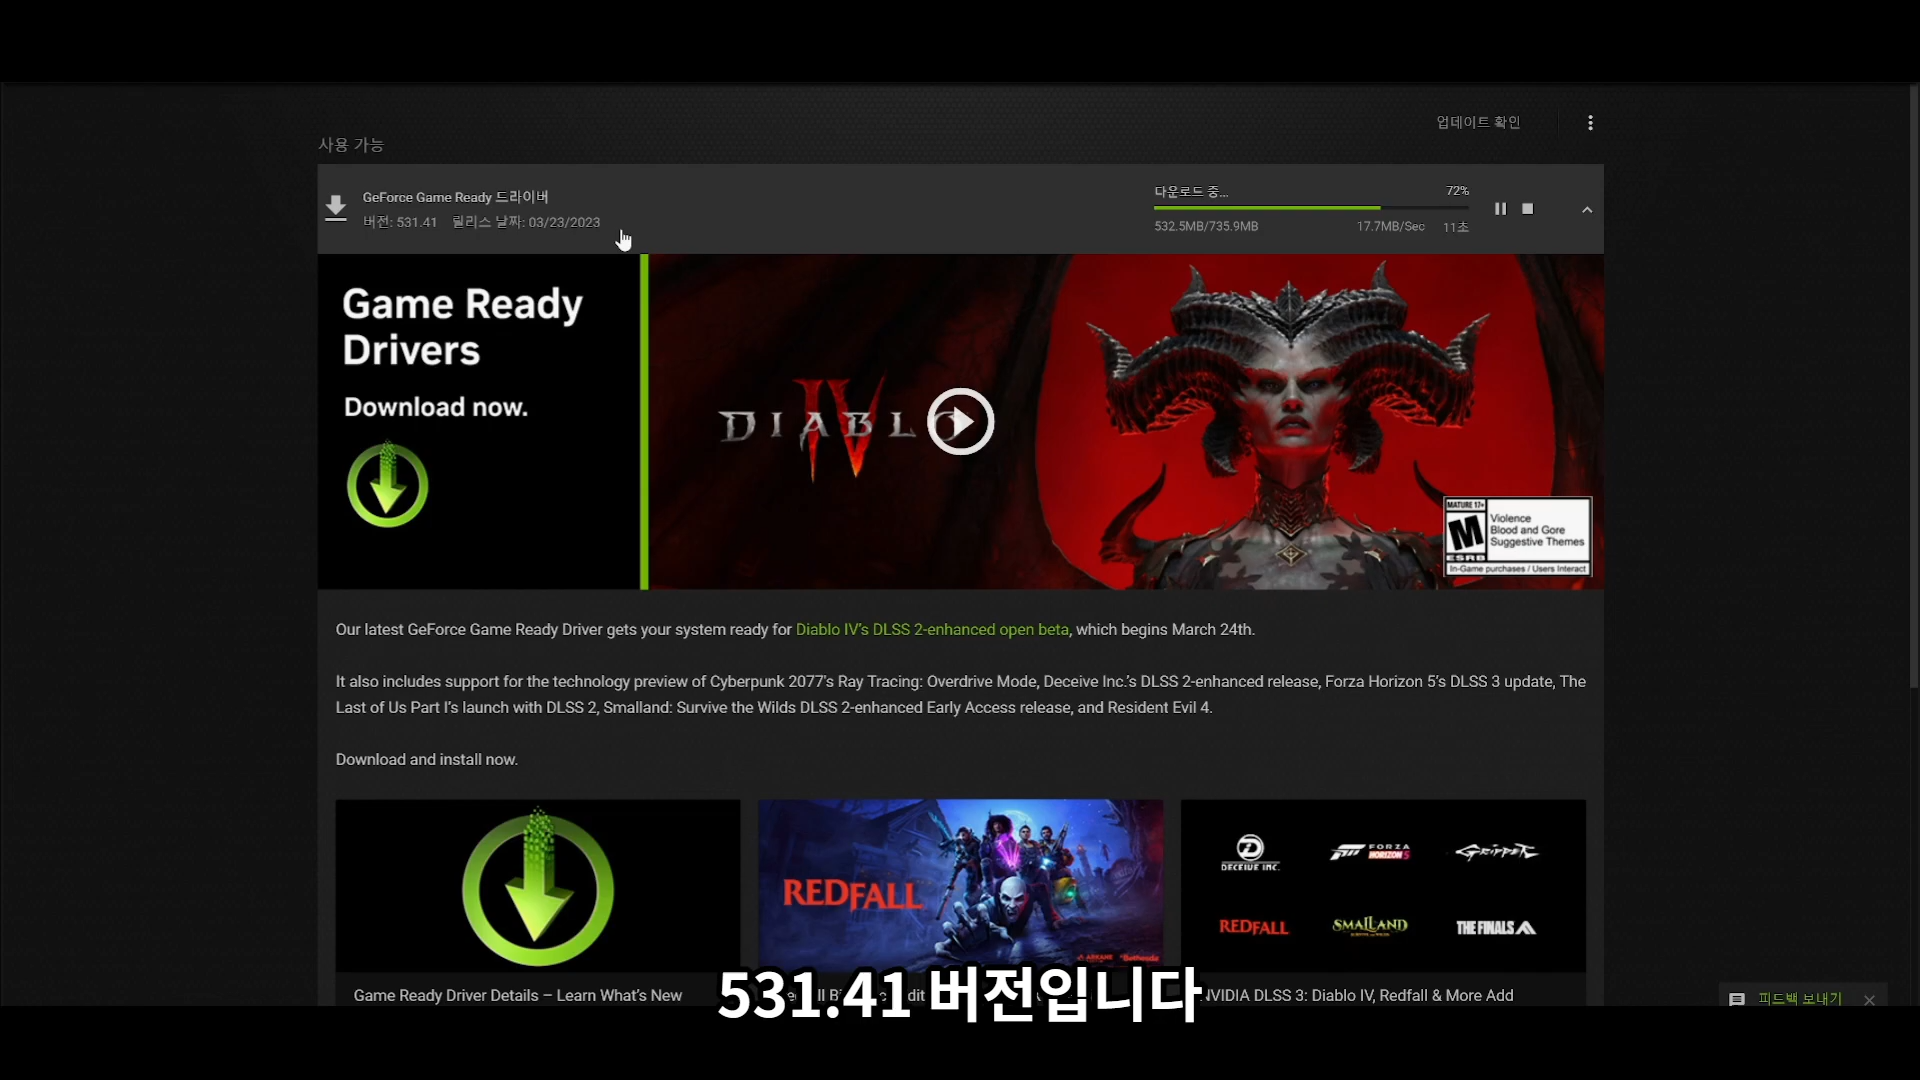 업데이트 확인
사용 가능
GeForce Game Ready 드라이버
버전: 531.41 릴리스 날짜: 03/23/2023
다운로드 중...
72%
532.5MB/735.9MB
17.7MB/Sec
11초
Game Ready
Drivers
Download now.
DIABLO
IV
MATURE 17+
M
ESRB
Violence
Blood and Gore
Suggestive Themes
In-Game purchases / Users Interact
Our latest GeForce Game Ready Driver gets your system ready for Diablo IV's DLSS 2-enhanced open beta, which begins March 24th.
It also includes support for the technology preview of Cyberpunk 2077's Ray Tracing: Overdrive Mode, Deceive Inc.'s DLSS 2-enhanced release, Forza Horizon 5's DLSS 3 update, The
Last of Us Part I's launch with DLSS 2, Smalland: Survive the Wilds DLSS 2-enhanced Early Access release, and Resident Evil 4.
Download and install now.
REDFALL
ARKANE
Bethesda
DECEIVE INC.
FORZA
HORIZON 5
GRIPPER
REDFALL
SMALLAND
THE FINALS
Game Ready Driver Details – Learn What's New
NVIDIA DLSS 3: Diablo IV, Redfall & More Add
531.41 버전입니다
피드백 보내기